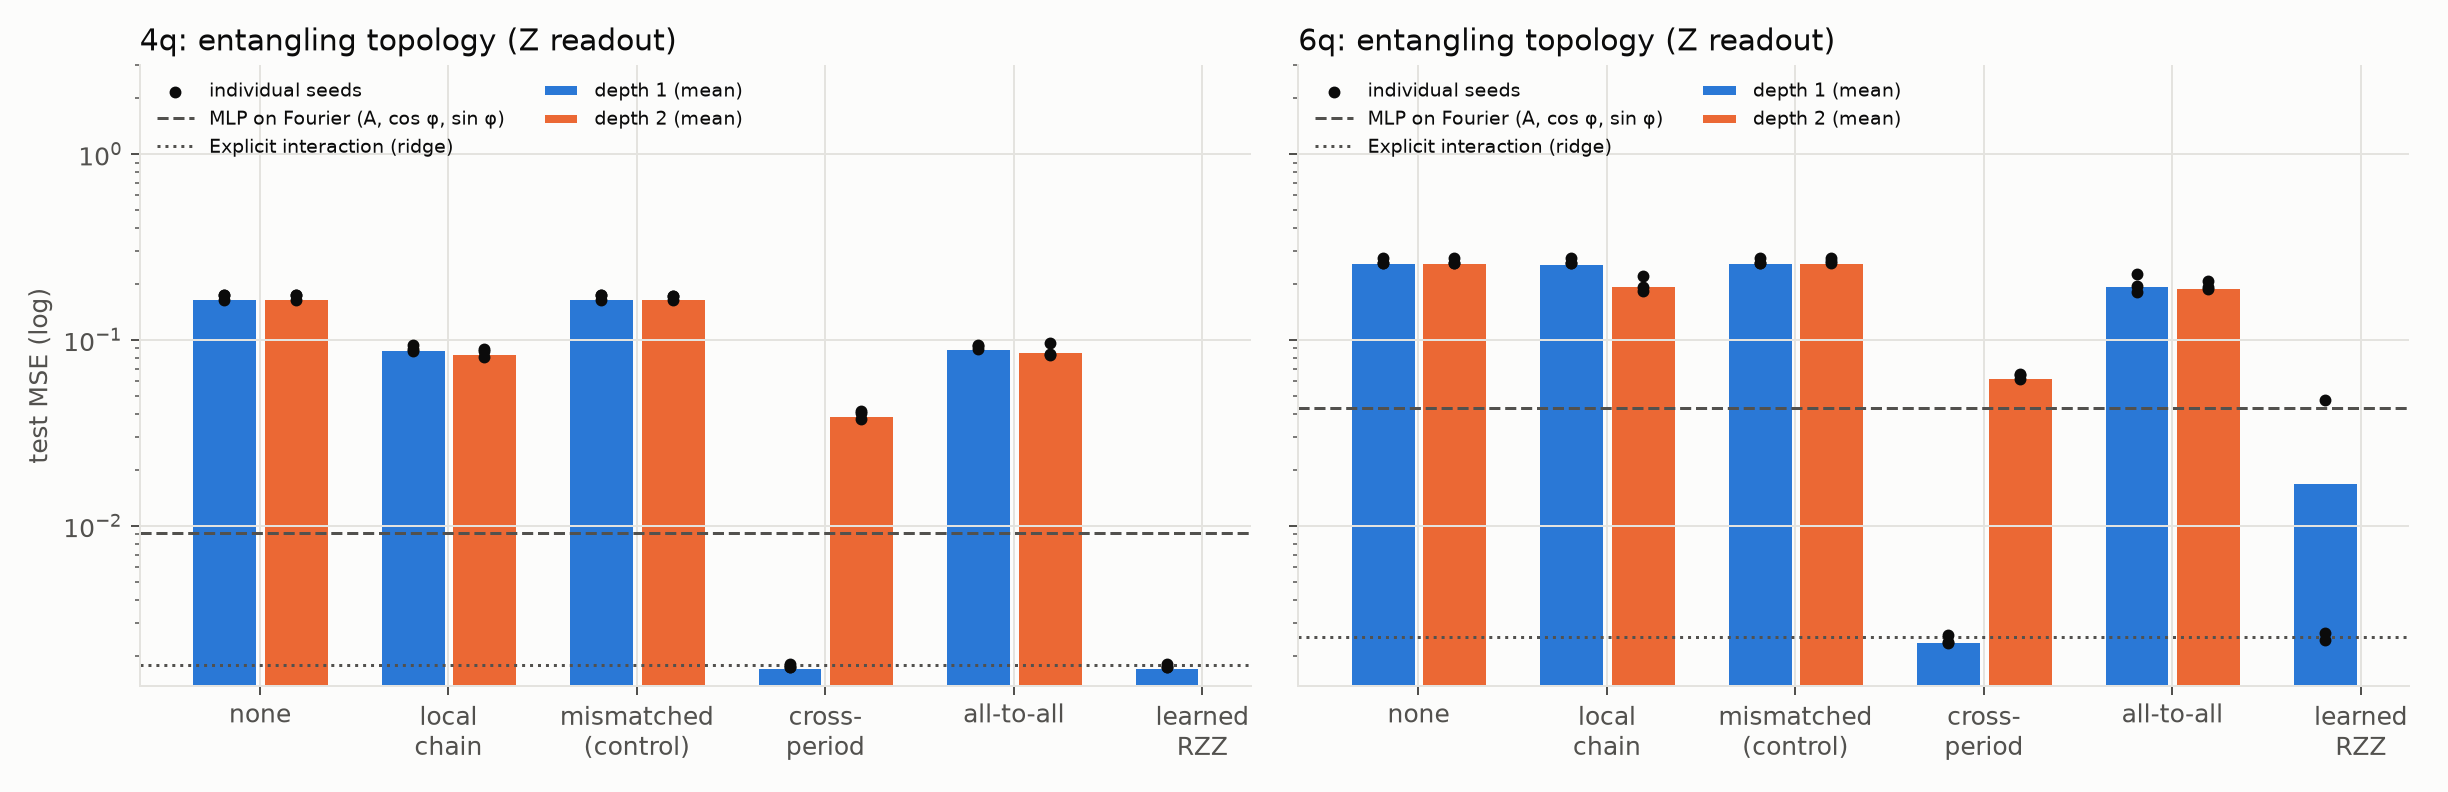 4q: entangling topology (Z readout)
individual seeds
MLP on Fourier (A, cos φ, sin φ)
Explicit interaction (ridge)
depth 1 (mean)
depth 2 (mean)
test MSE (log)
10⁰
10⁻¹
10⁻²
none
local
chain
mismatched
(control)
cross-
period
all-to-all
learned
RZZ
6q: entangling topology (Z readout)
individual seeds
MLP on Fourier (A, cos φ, sin φ)
Explicit interaction (ridge)
depth 1 (mean)
depth 2 (mean)
none
local
chain
mismatched
(control)
cross-
period
all-to-all
learned
RZZ